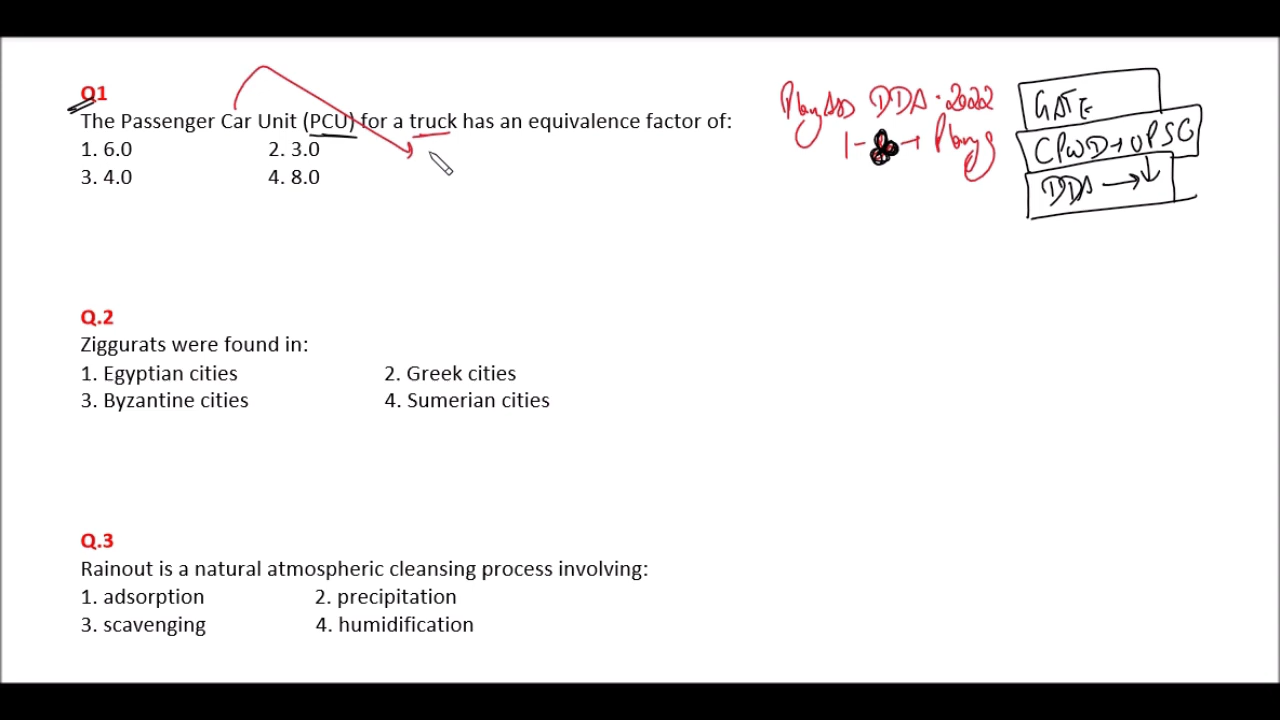 Q1
The Passenger Car Unit (PCU) for a truck has an equivalence factor of:
1. 6.0 2. 3.0
3. 4.0 4. 8.0
DDA · 2022
GATE
CPWD → UPSC
DDA →
Q.2
Ziggurats were found in:
1. Egyptian cities 2. Greek cities
3. Byzantine cities 4. Sumerian cities
Q.3
Rainout is a natural atmospheric cleansing process involving:
1. adsorption 2. precipitation
3. scavenging 4. humidification